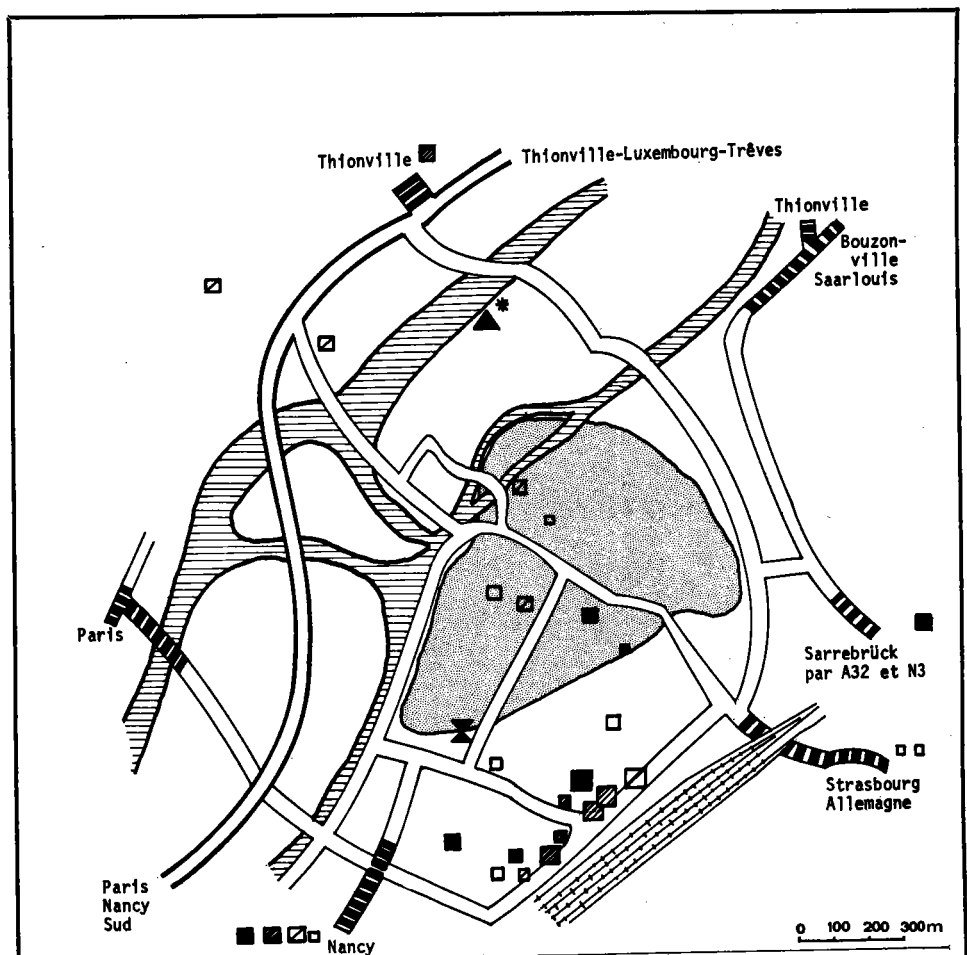 Thionville
Thionville-Luxembourg-Trêves
Thionville
Bouzon-
ville
Saarlouis
Paris
Sarrebrück
par A32 et N3
Strasbourg
Allemagne
Paris
Nancy
Sud
Nancy
0 100 200 300m